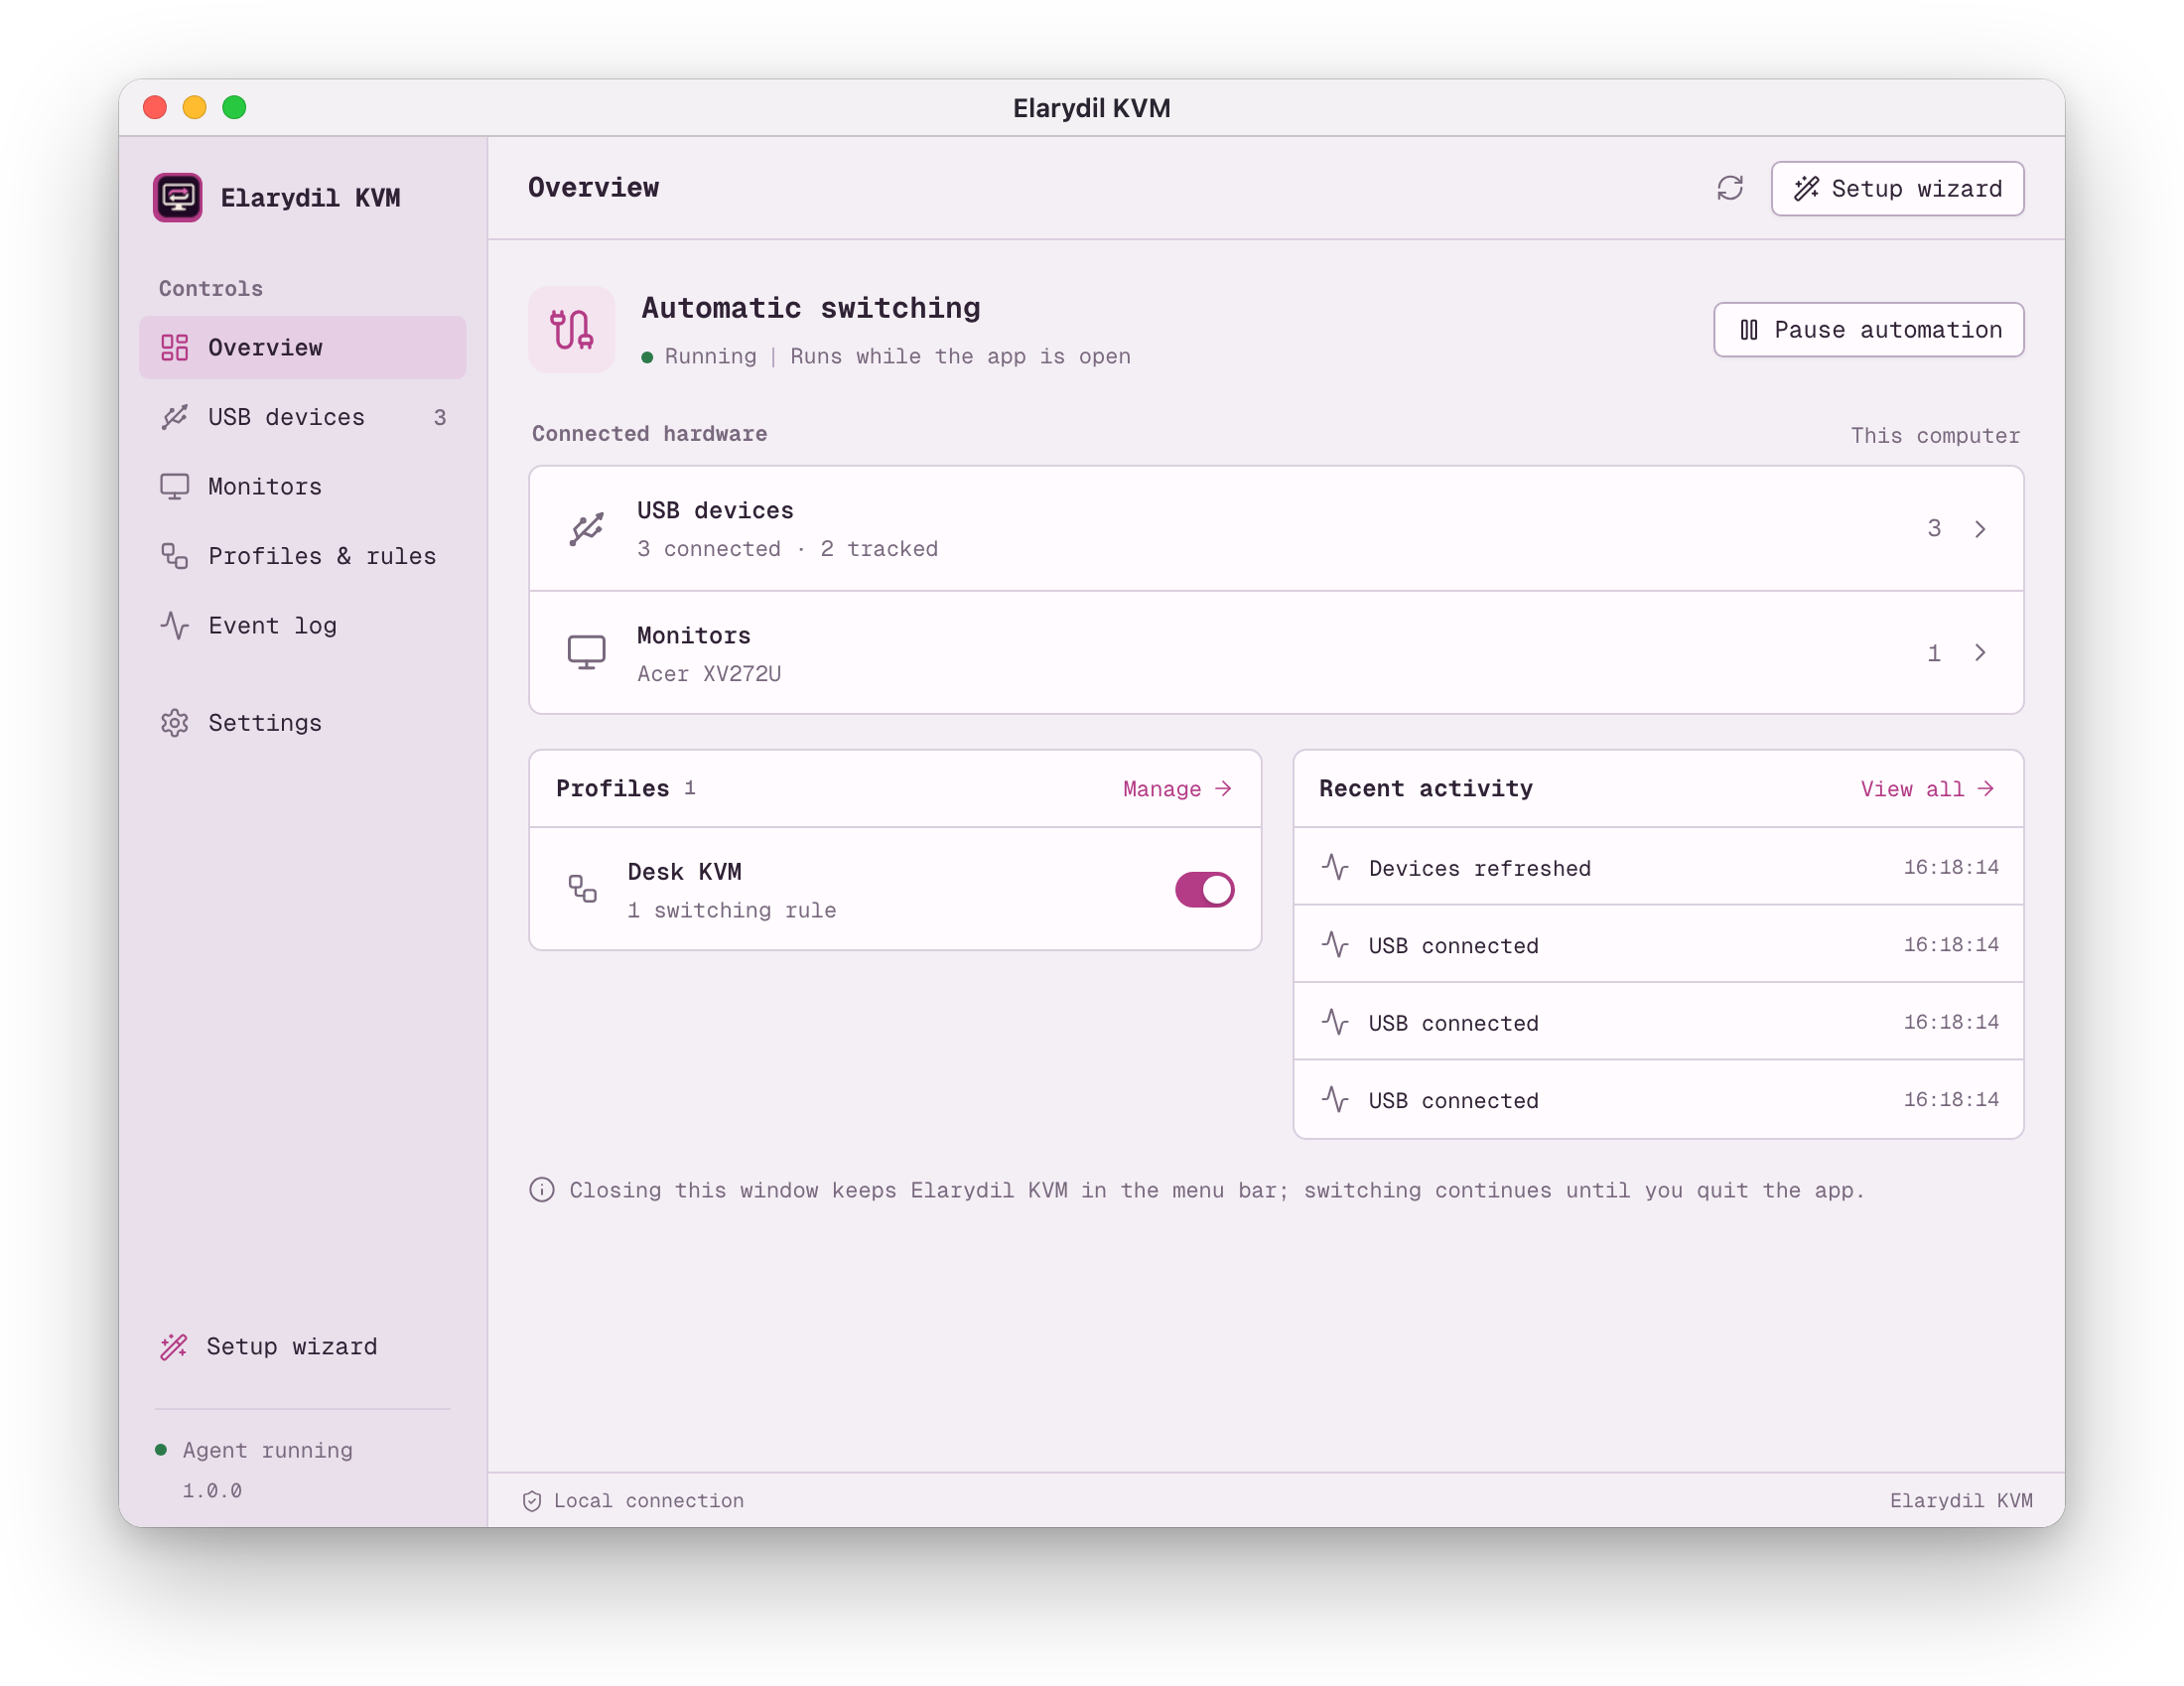 Elarydil KVM
Elarydil KVM
Controls
Overview
USB devices 3
Monitors
Profiles & rules
Event log
Settings
Setup wizard
Agent running
1.0.0
Overview
Setup wizard
Automatic switching
Running | Runs while the app is open
Pause automation
Connected hardware
This computer
USB devices
3 connected · 2 tracked
3
Monitors
Acer XV272U
1
Profiles 1
Manage →
Desk KVM
1 switching rule
Recent activity
View all →
Devices refreshed 16:18:14
USB connected 16:18:14
USB connected 16:18:14
USB connected 16:18:14
Closing this window keeps Elarydil KVM in the menu bar; switching continues until you quit the app.
Local connection
Elarydil KVM